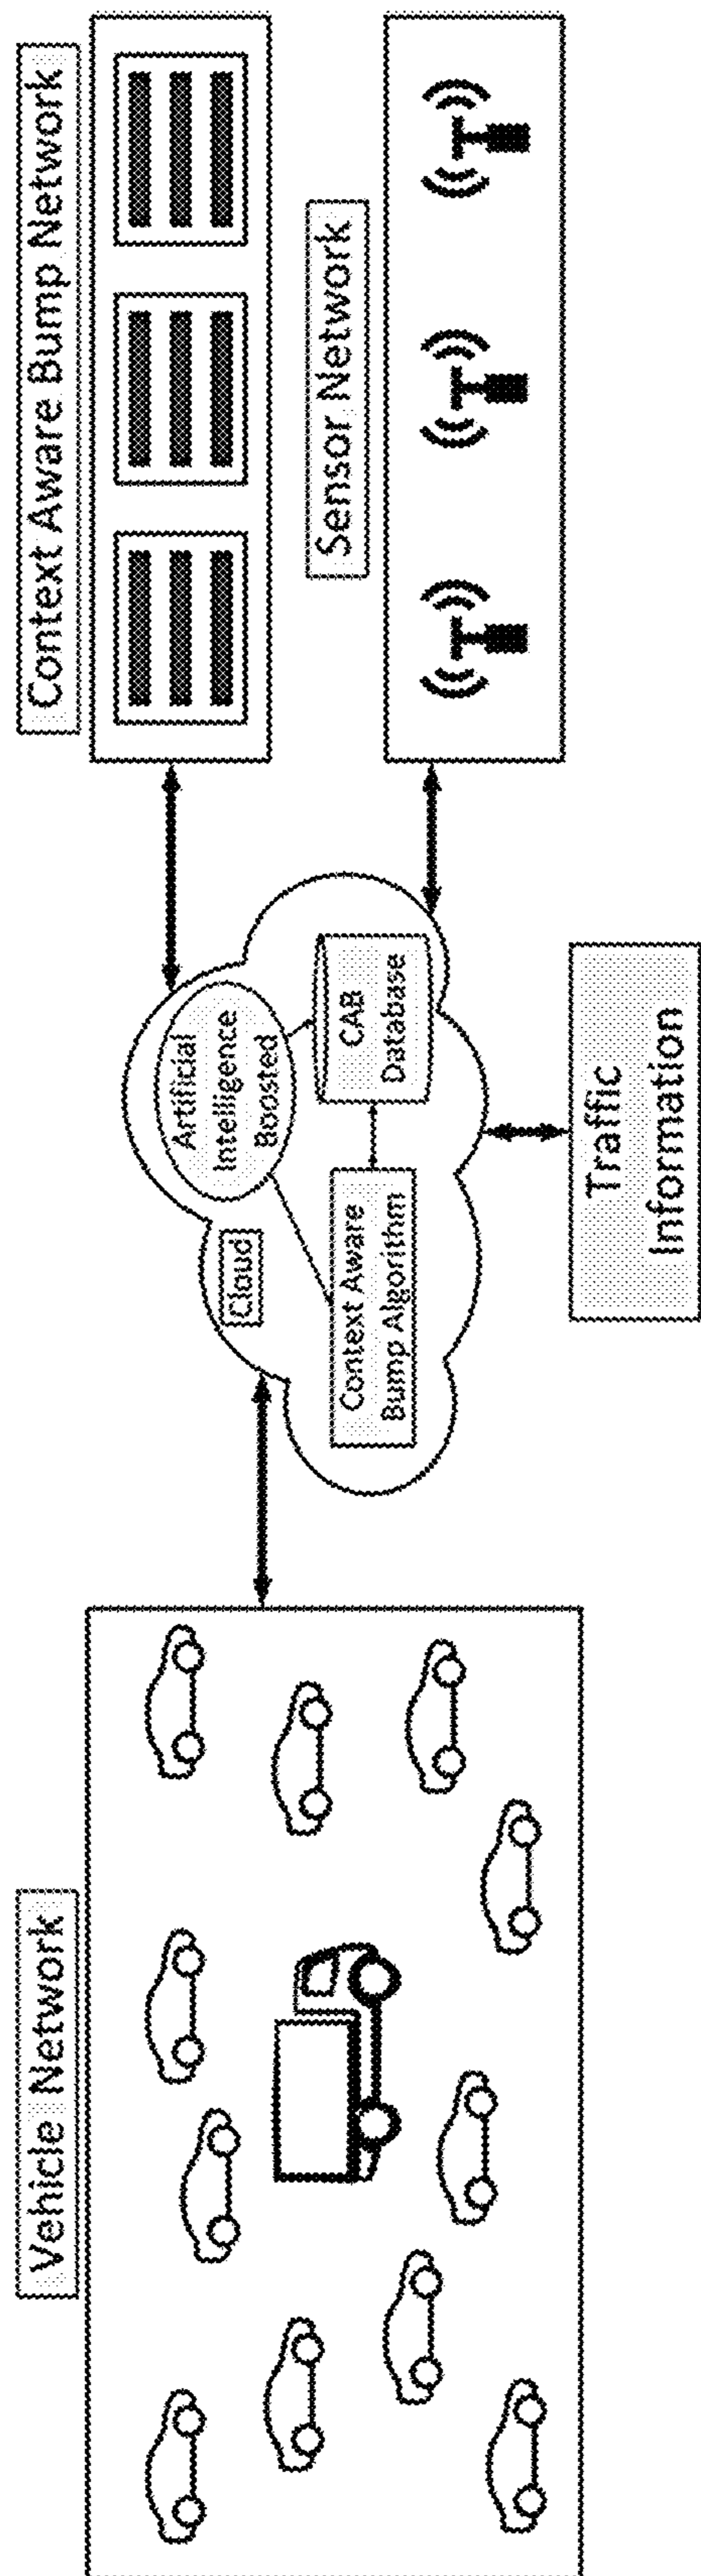 Vehicle Network
Cloud
Artificial
Intelligence
Boosted
Context Aware
Bump Algorithm
CAB
Database
Traffic
Information
Context Aware Bump Network
Sensor Network